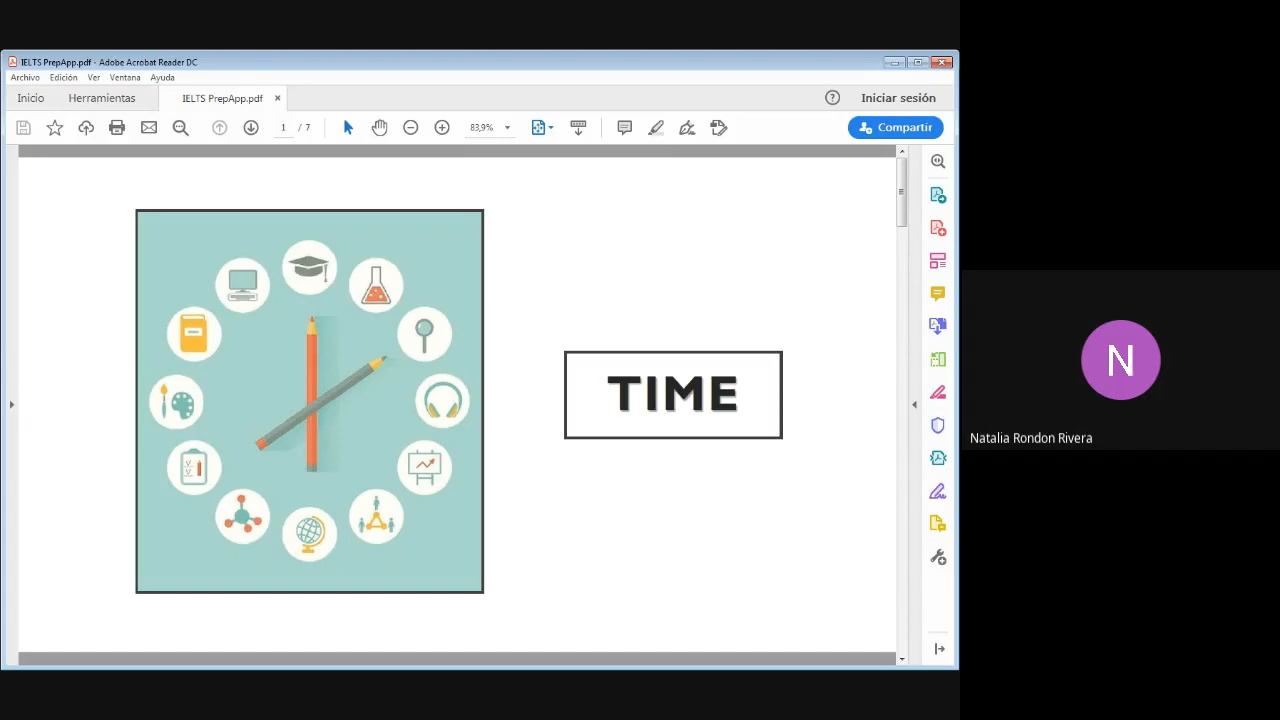 IELTS PrepApp.pdf - Adobe Acrobat Reader DC
Archivo Edición Ver Ventana Ayuda
Inicio Herramientas IELTS PrepApp.pdf × Iniciar sesión
1 / 7 83,9% Compartir
TIME
N
Natalia Rondon Rivera